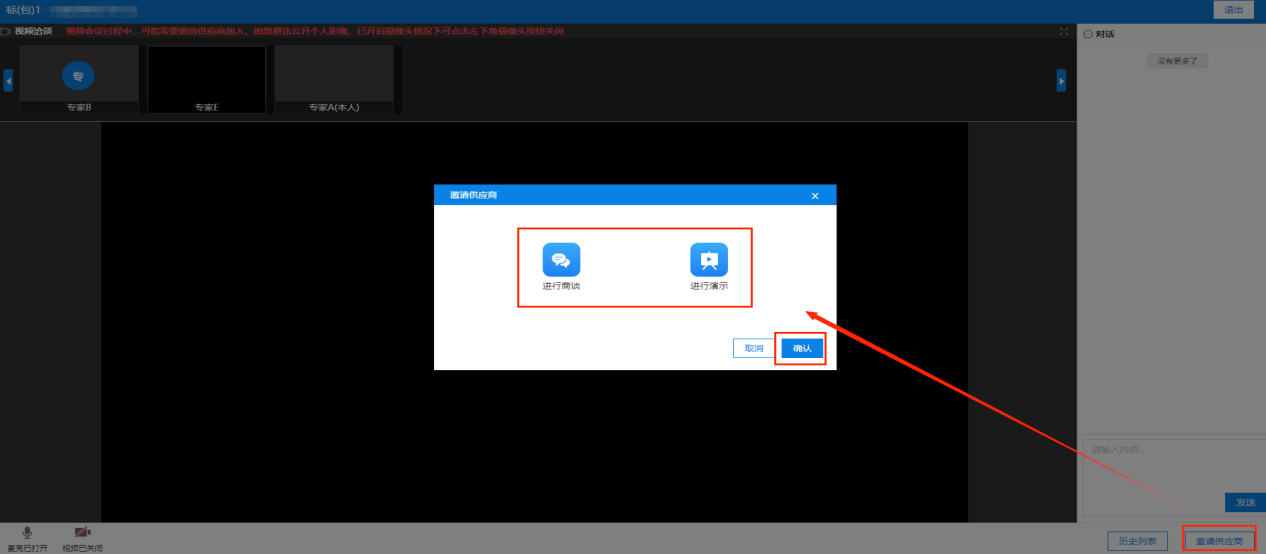 标(包)1
退出
视频洽谈 视频会议过程中，可能需要邀请供应商加入，如您避违公开个人影像，已开启摄像头情况下可点击左下角摄像头按钮关闭
对话
没有更多了
专
专家B
专家E
专家A(本人)
邀请供应商
进行商谈
进行演示
取消
确认
请输入内容...
发送
麦克已打开
视频已关闭
历史列表
邀请供应商